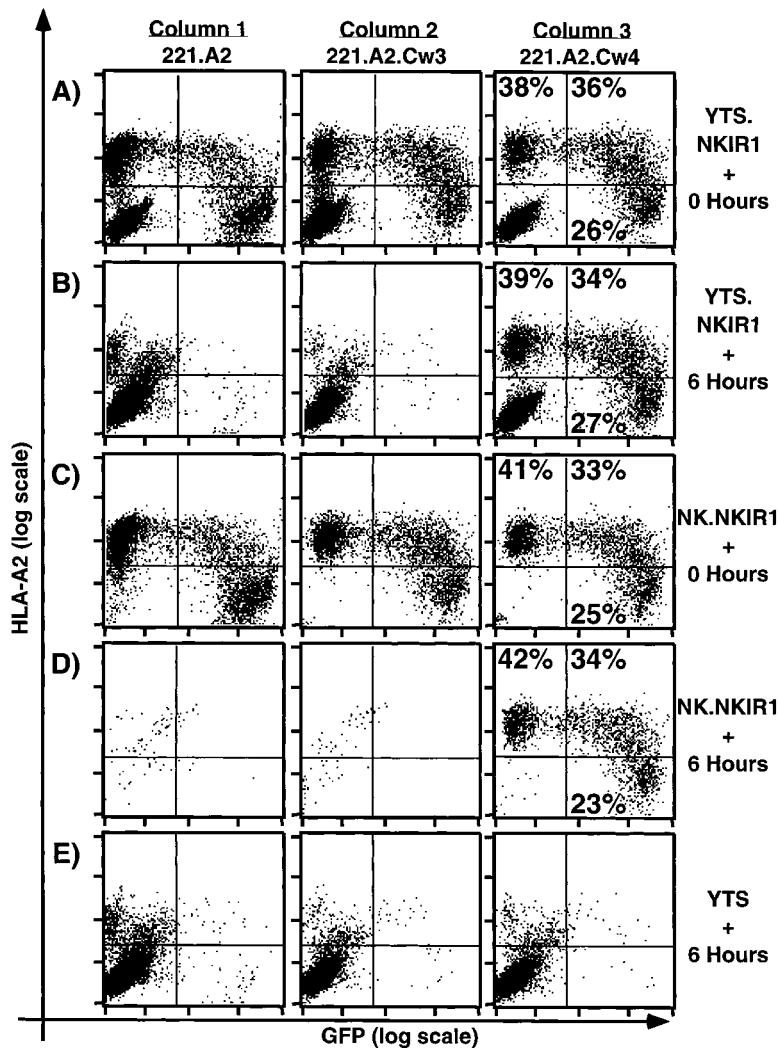 Column 1
221.A2
Column 2
221.A2.Cw3
Column 3
221.A2.Cw4
A)
38% 36%
26%
YTS.
NKIR1
+
0 Hours
B)
39% 34%
27%
YTS.
NKIR1
+
6 Hours
C)
41% 33%
25%
NK.NKIR1
+
0 Hours
D)
42% 34%
23%
NK.NKIR1
+
6 Hours
E)
YTS
+
6 Hours
HLA-A2 (log scale)
GFP (log scale)